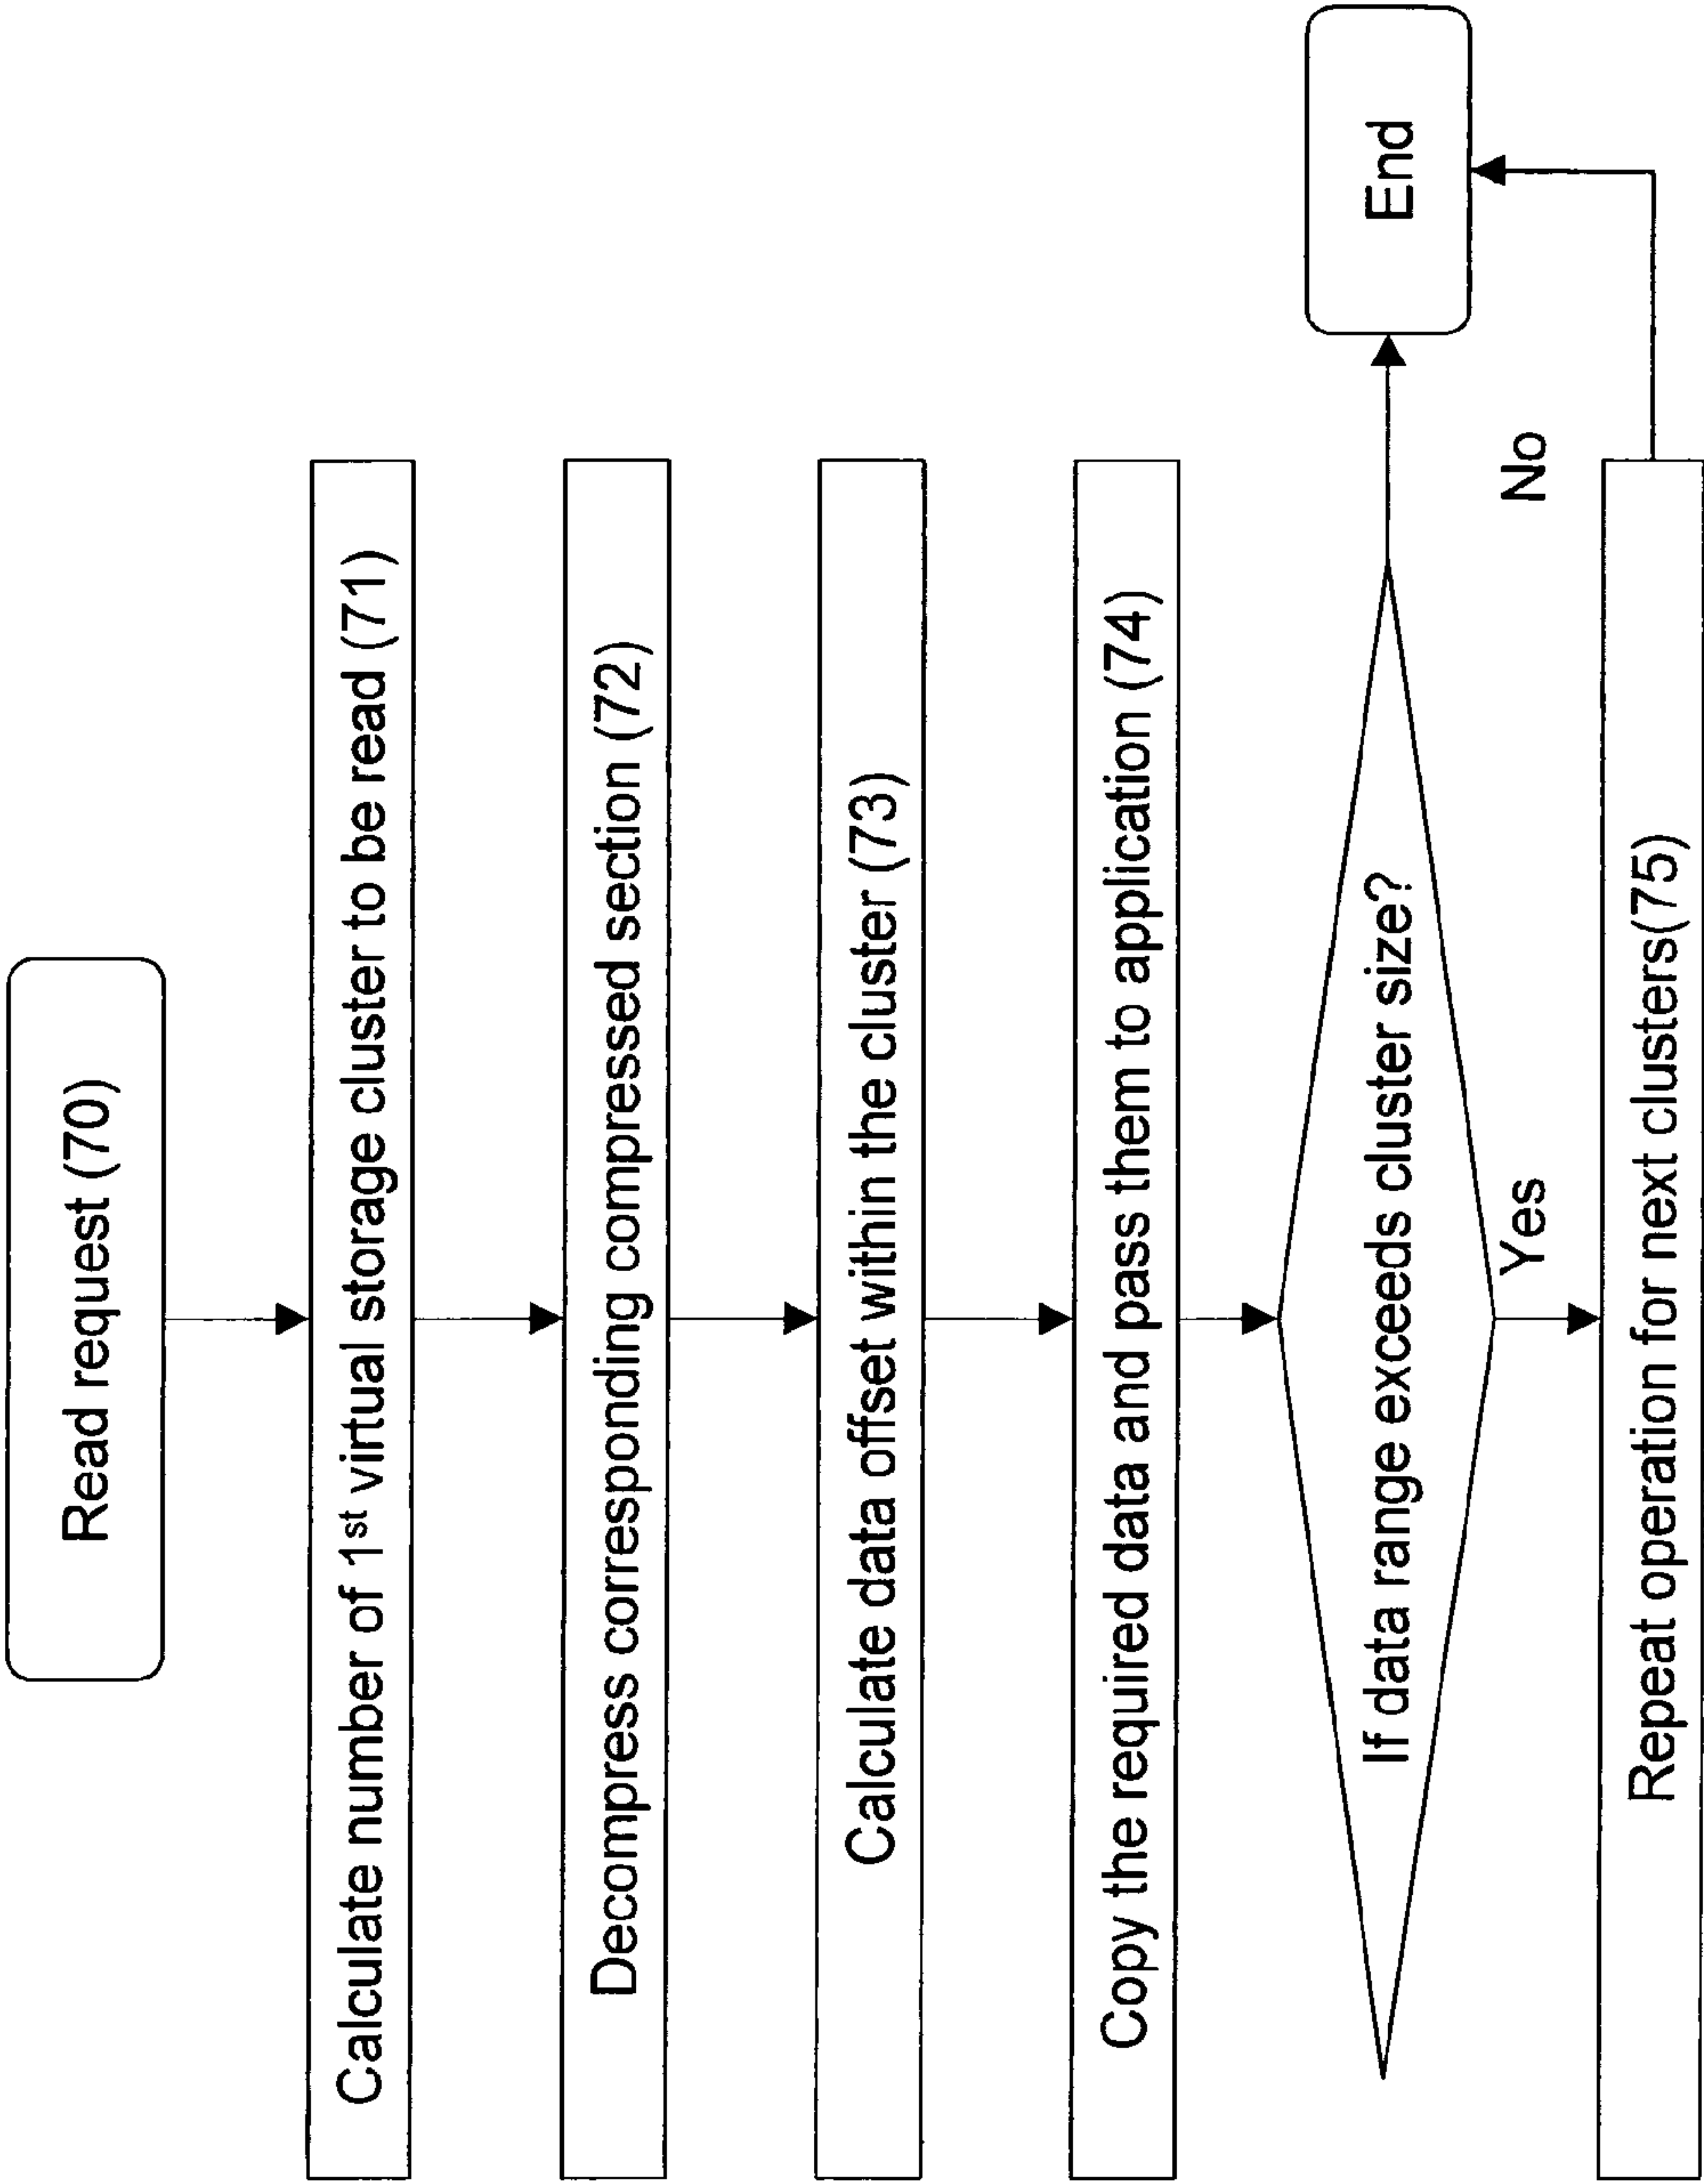 Read request (70)
Calculate number of 1st virtual storage cluster to be read (71)
Decompress corresponding compressed section (72)
Calculate data offset within the cluster (73)
Copy the required data and pass them to application (74)
If data range exceeds cluster size?
End
Yes
No
Repeat operation for next clusters(75)